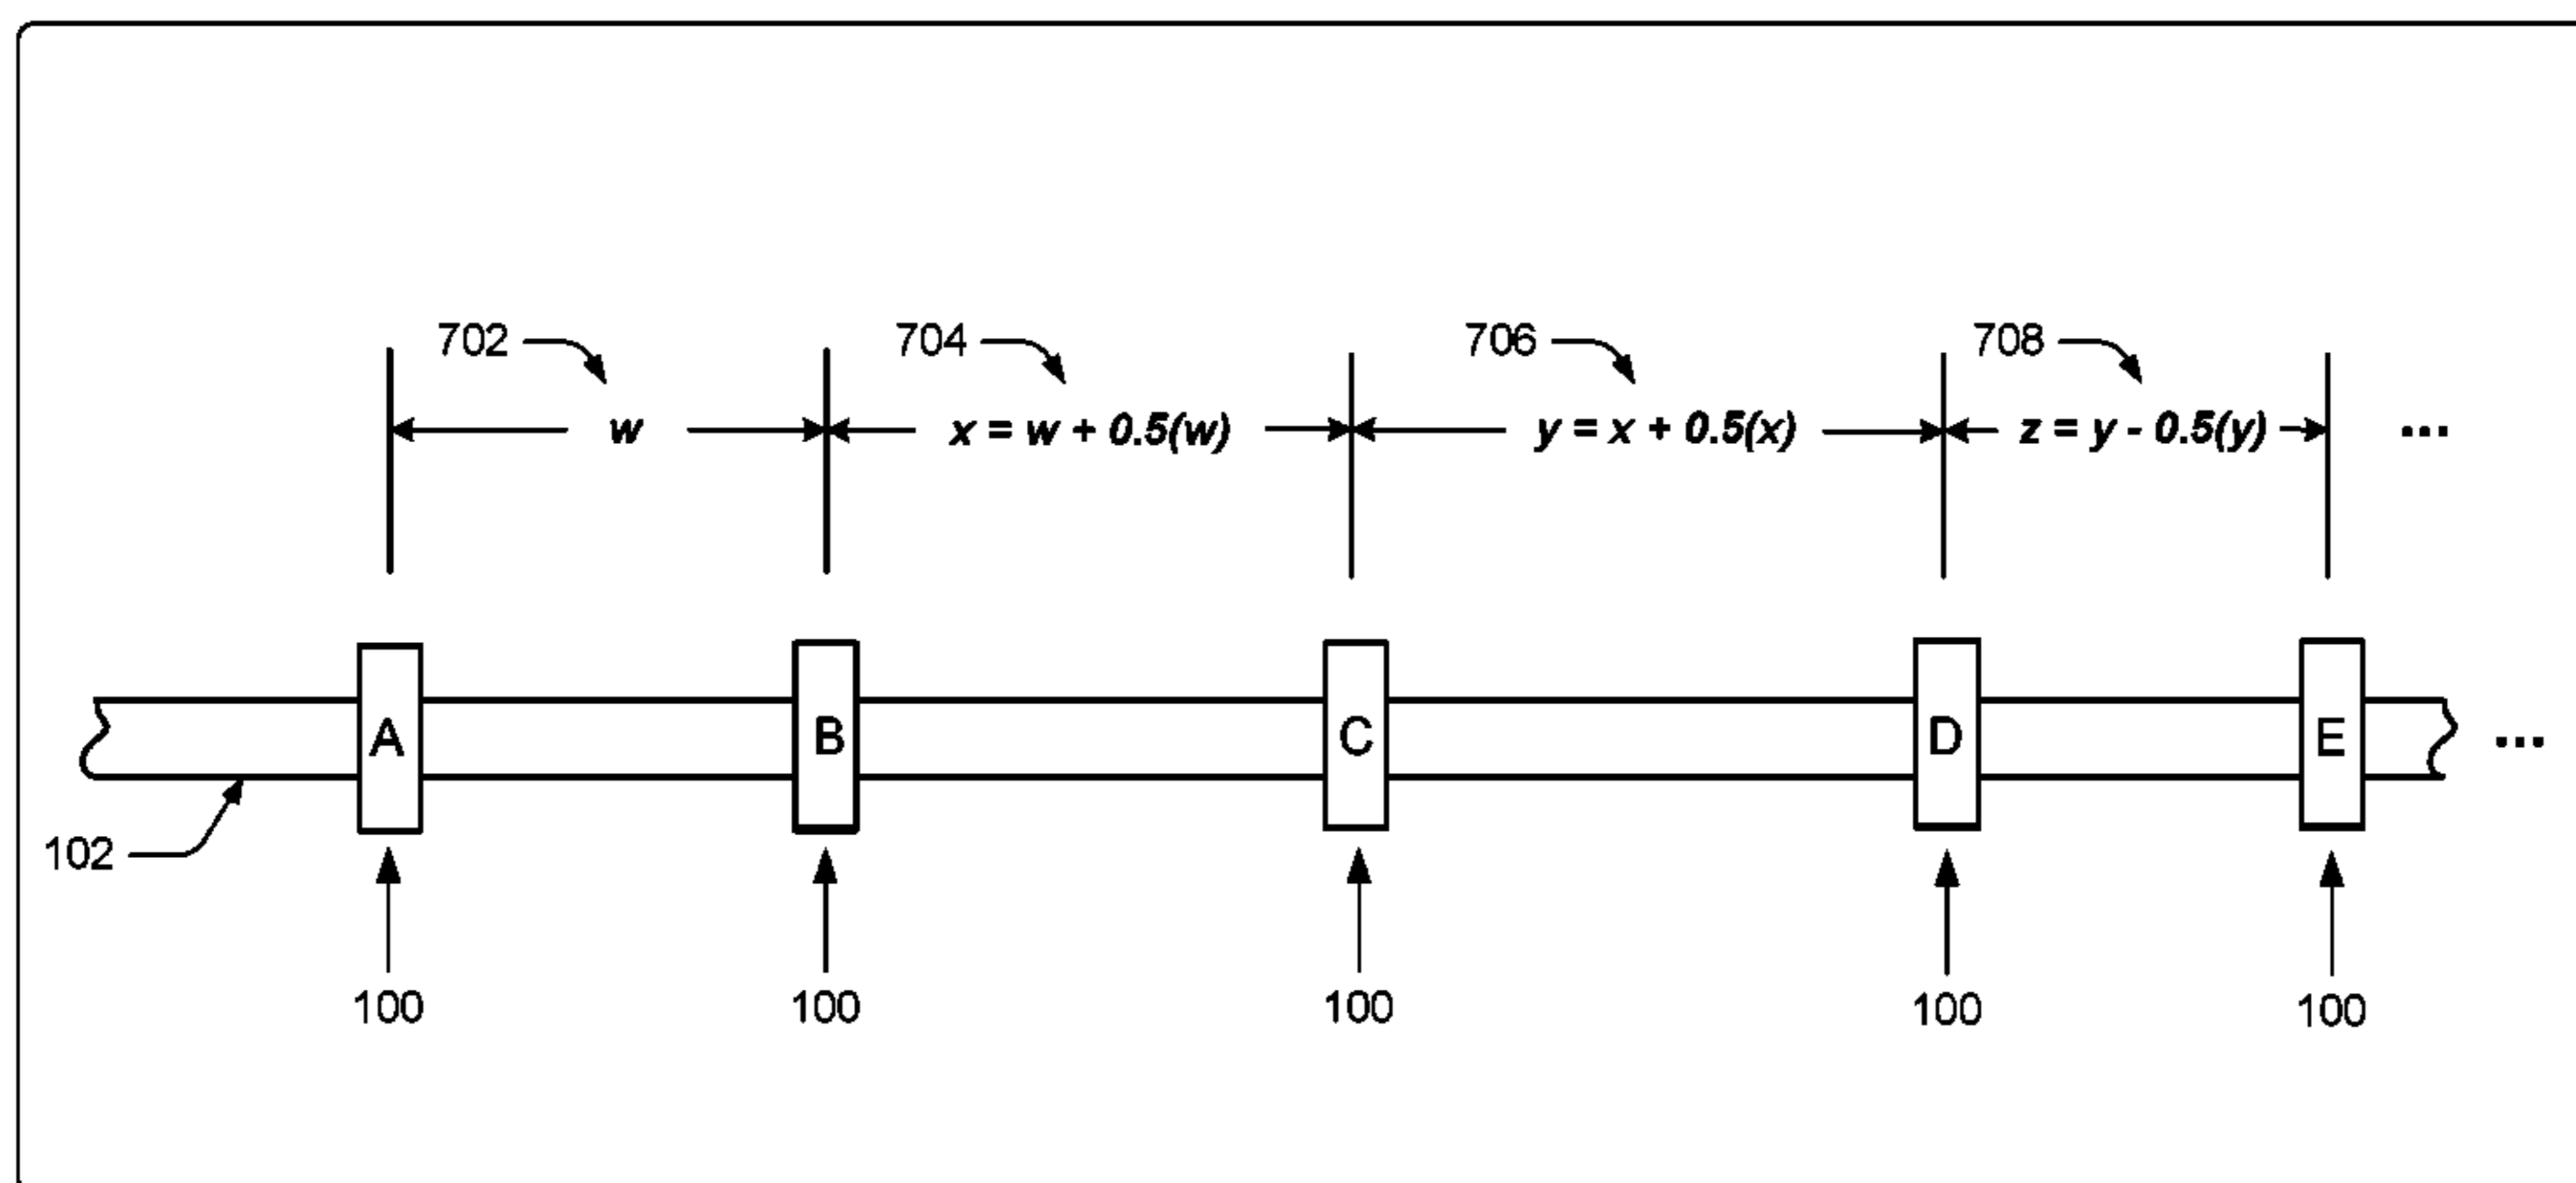 702 704 706 708
w x = w + 0.5(w) y = x + 0.5(x) z = y - 0.5(y) ...
A B C D E ...
102
100 100 100 100 100